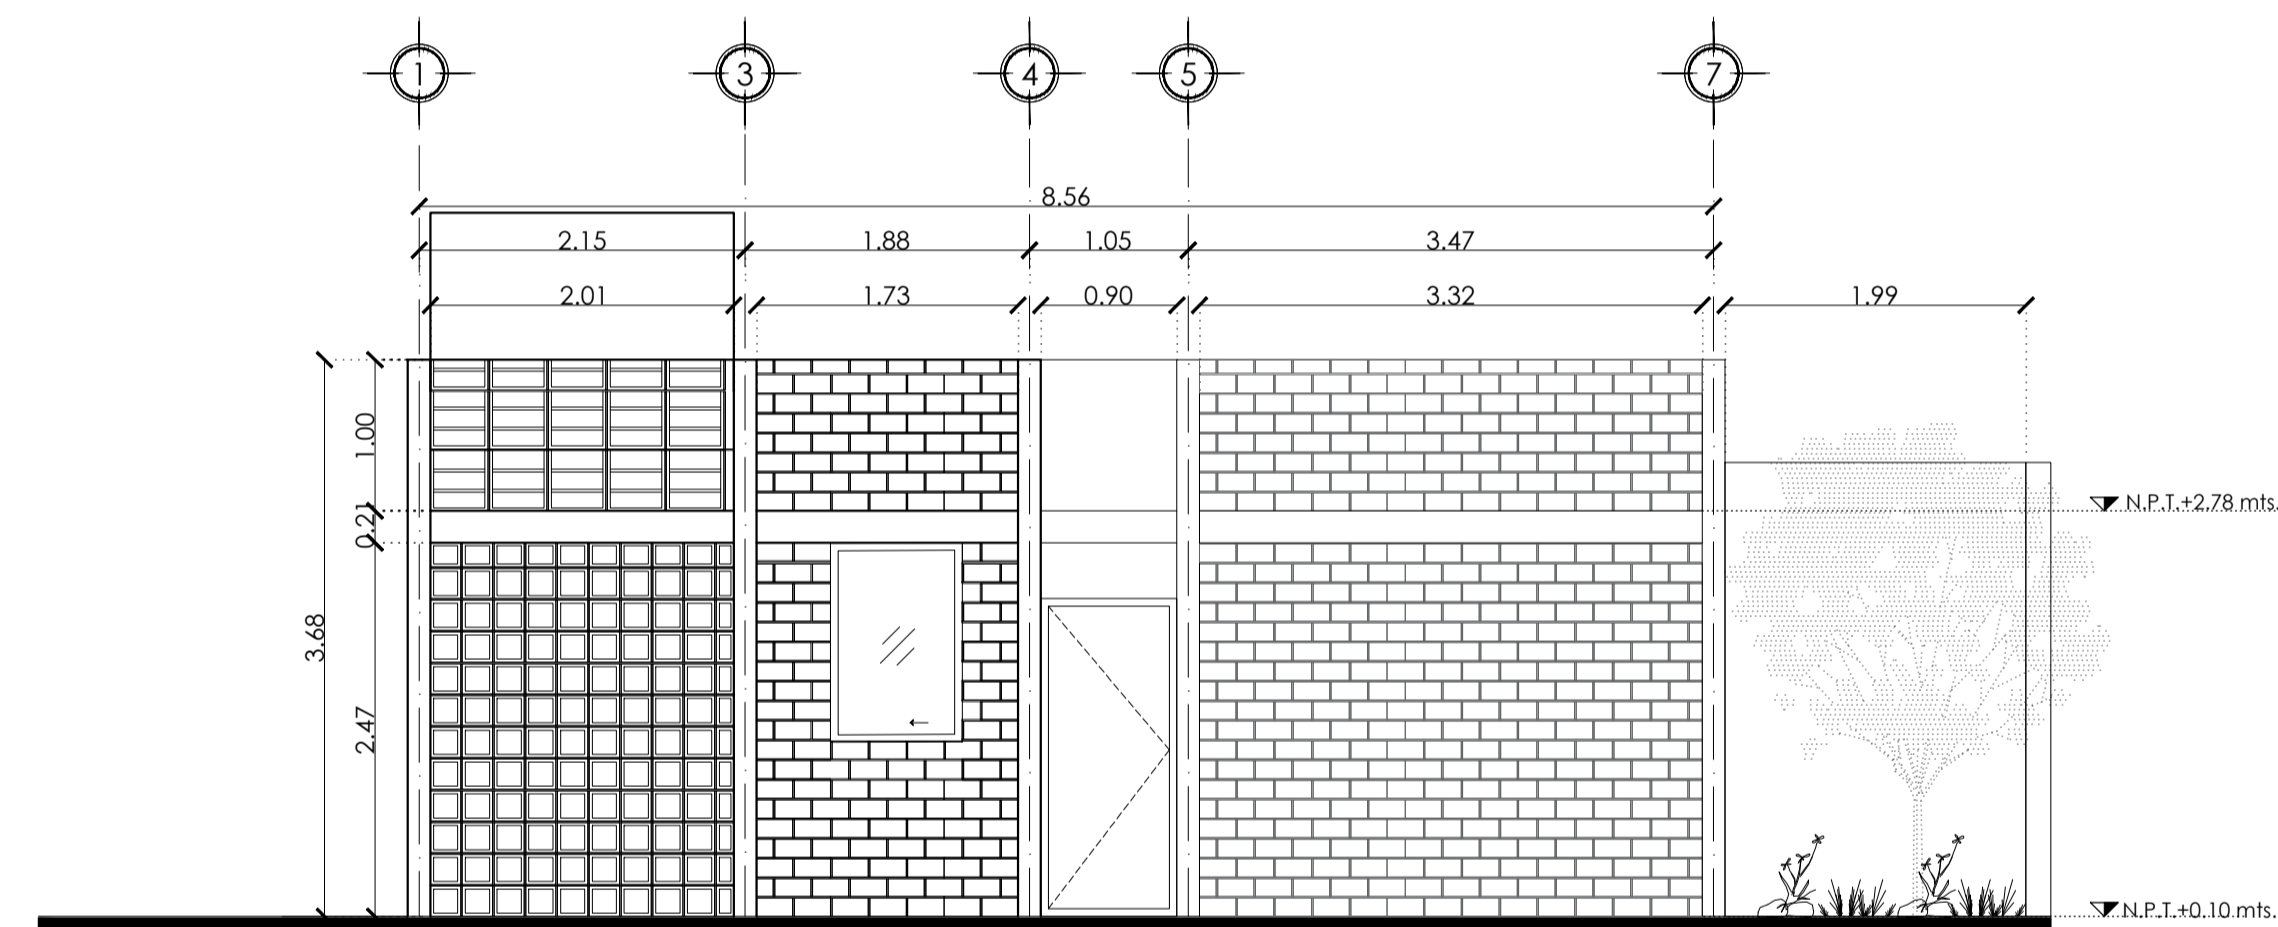 1 3 4 5 7
8.56
2.15 1.88 1.05 3.47
2.01 1.73 0.90 3.32 1.99
1.00
0.21
3.68
2.47
N.P.T.+2.78 mts.
N.P.T.+0.10 mts.